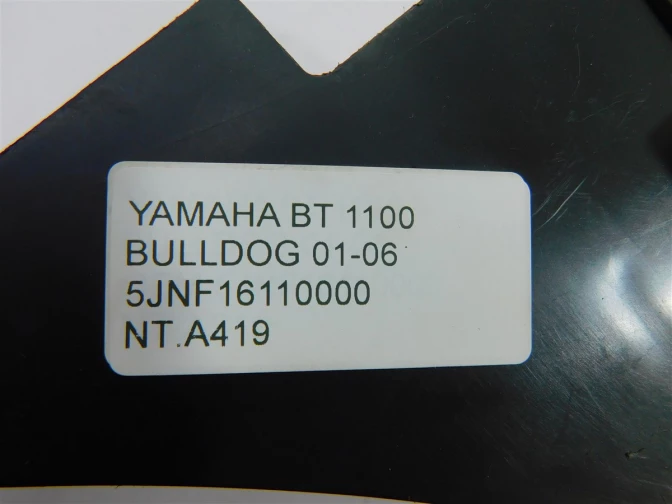 YAMAHA BT 1100
BULLDOG 01-06
5JNF16110000
NT.A419